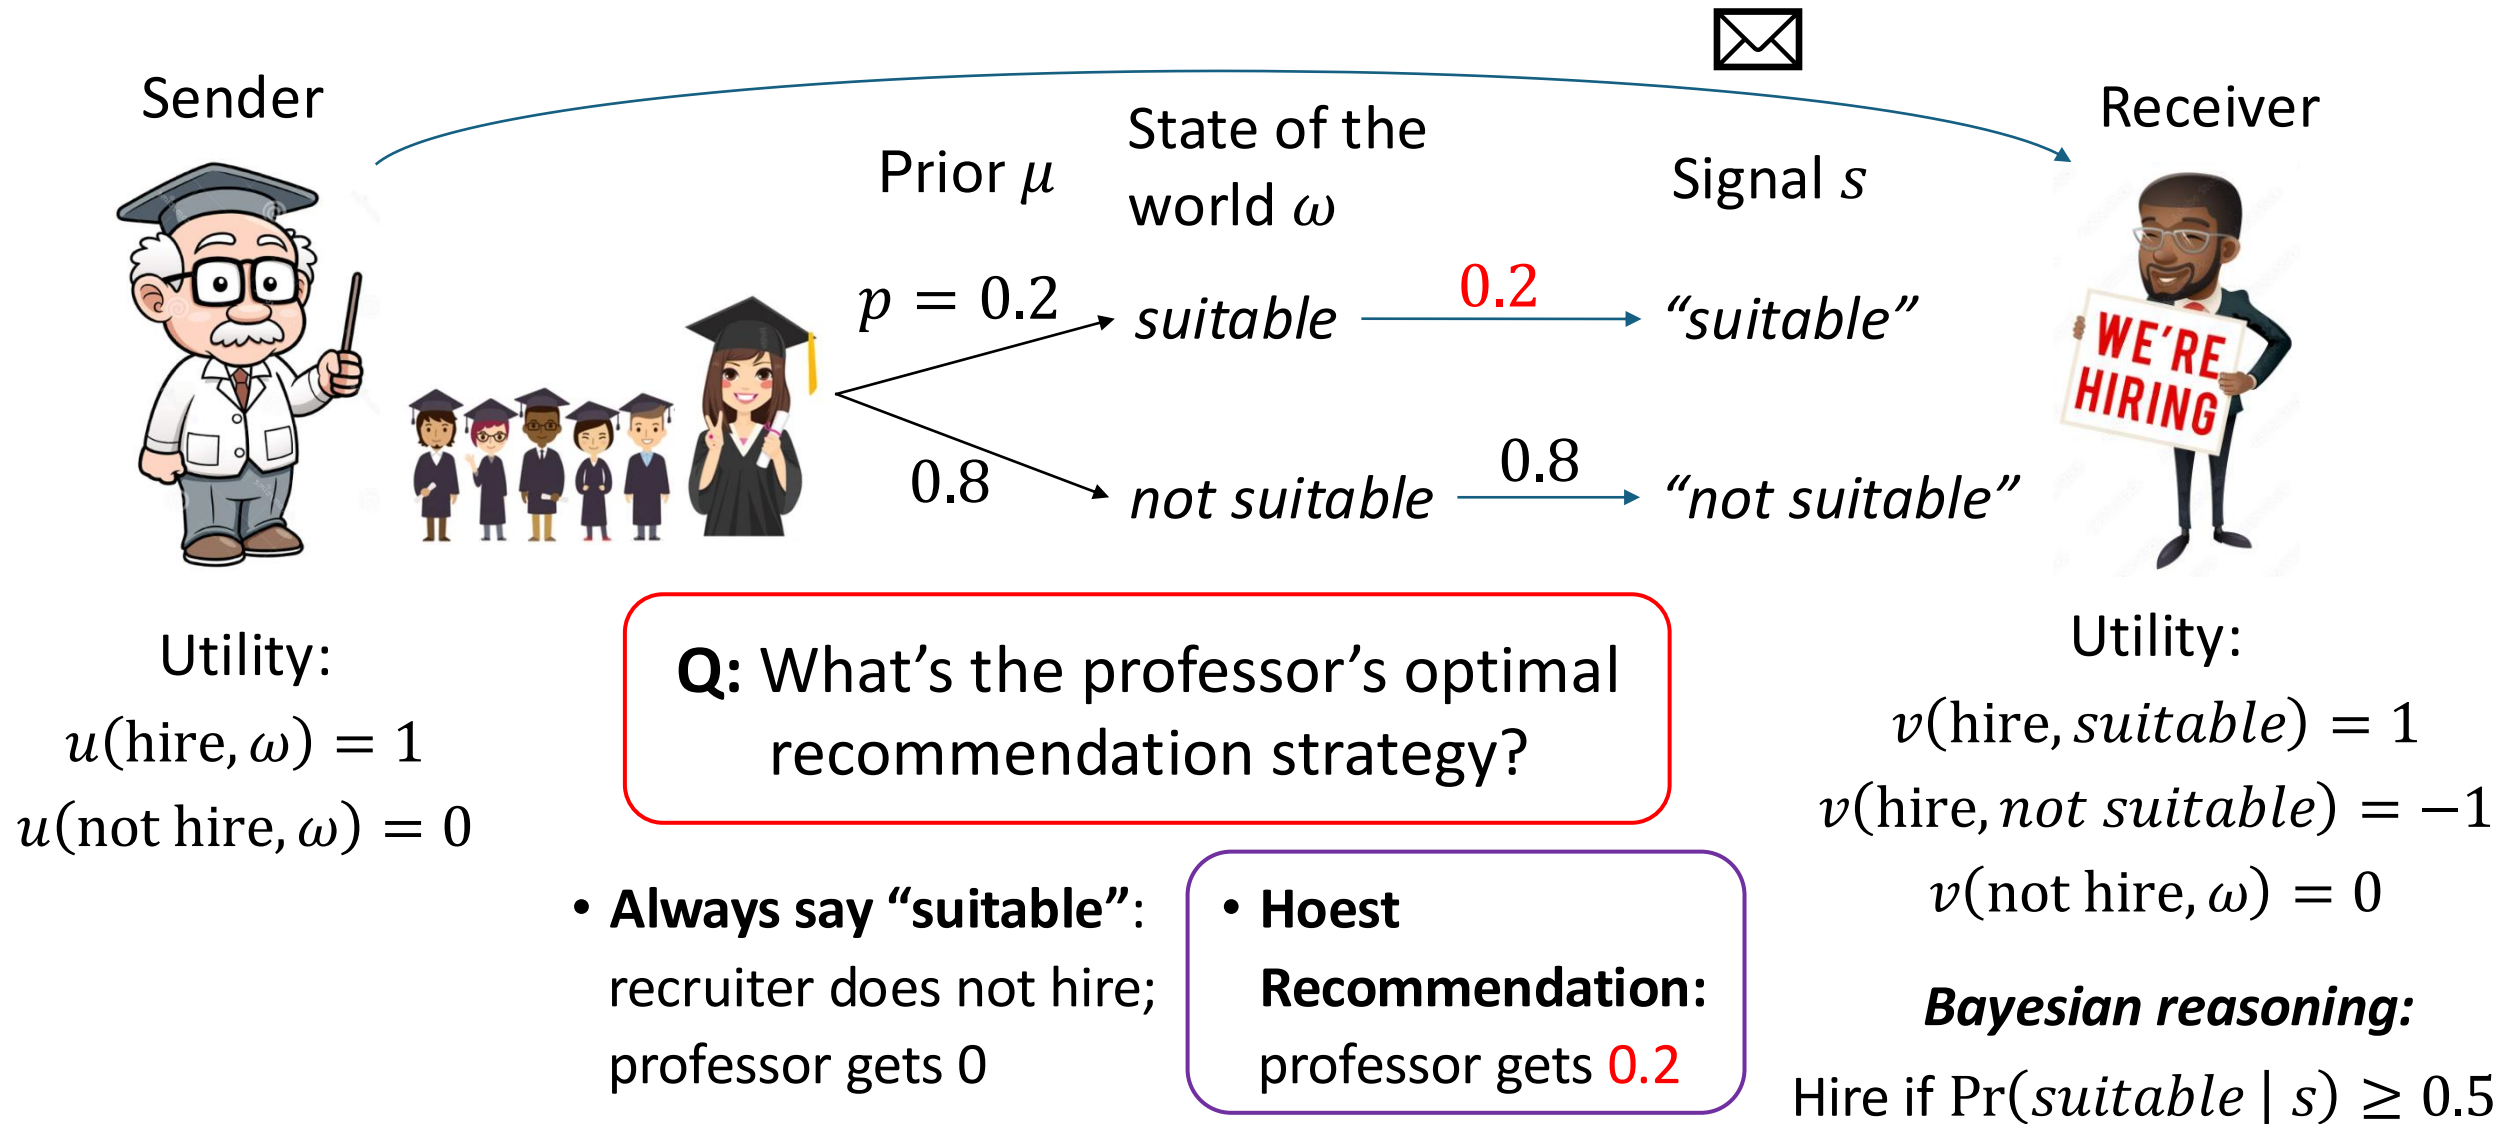 Sender
Prior μ
State of the
world ω
Signal s
Receiver
p = 0.2
suitable
0.2
“suitable”
0.8
not suitable
0.8
“not suitable”
WE'RE
HIRING
Utility:
u(hire, ω) = 1
u(not hire, ω) = 0
Q: What’s the professor’s optimal
recommendation strategy?
Utility:
v(hire, suitable) = 1
v(hire, not suitable) = −1
v(not hire, ω) = 0
• Always say “suitable”:
recruiter does not hire;
professor gets 0
• Hoest
Recommendation:
professor gets 0.2
Bayesian reasoning:
Hire if Pr(suitable | s) ≥ 0.5